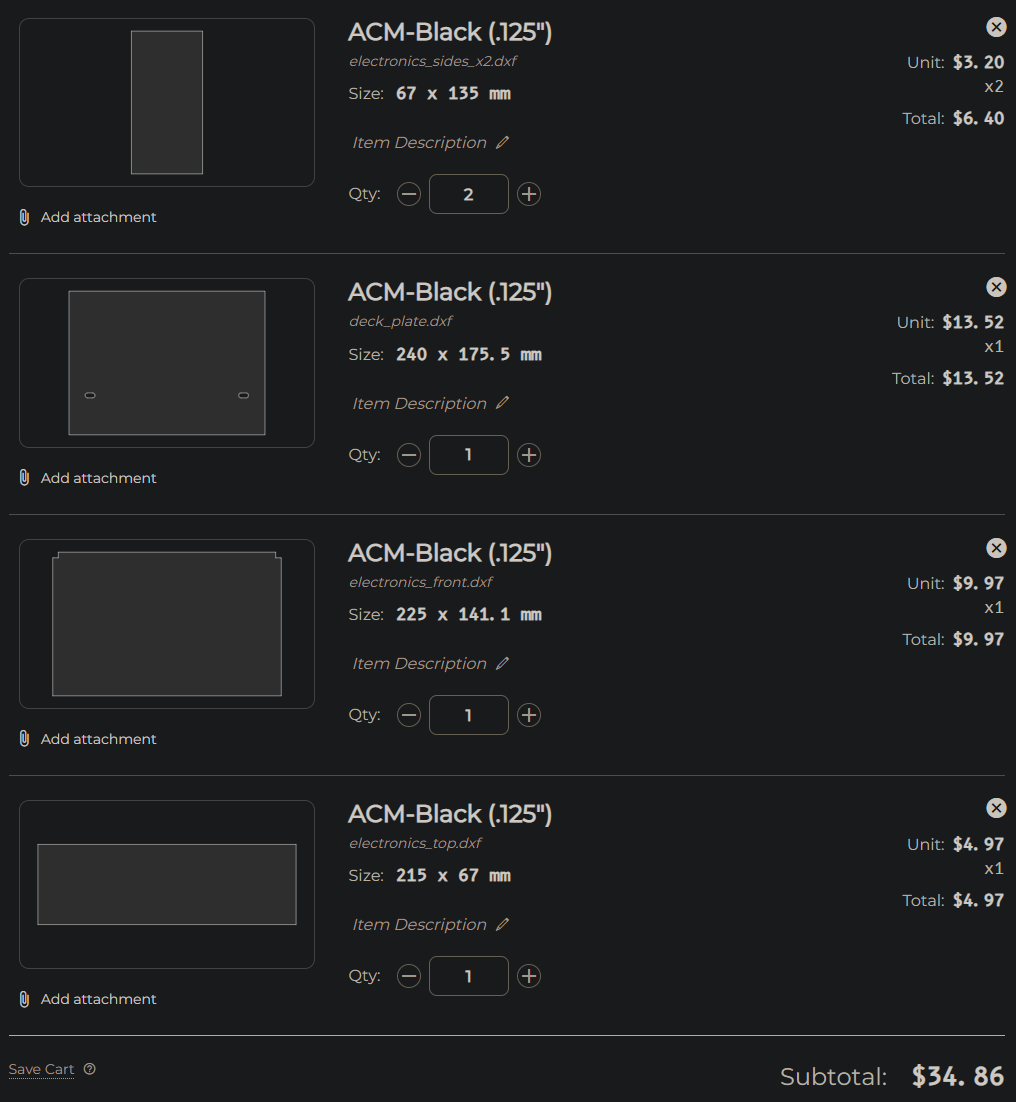 ACM-Black (.125")
electronics_sides_x2.dxf
Size: 67 x 135 mm
Item Description
Qty: 2
Add attachment
Unit: $3.20
x2
Total: $6.40
ACM-Black (.125")
deck_plate.dxf
Size: 240 x 175.5 mm
Item Description
Qty: 1
Add attachment
Unit: $13.52
x1
Total: $13.52
ACM-Black (.125")
electronics_front.dxf
Size: 225 x 141.1 mm
Item Description
Qty: 1
Add attachment
Unit: $9.97
x1
Total: $9.97
ACM-Black (.125")
electronics_top.dxf
Size: 215 x 67 mm
Item Description
Qty: 1
Add attachment
Unit: $4.97
x1
Total: $4.97
Save Cart
Subtotal: $34.86